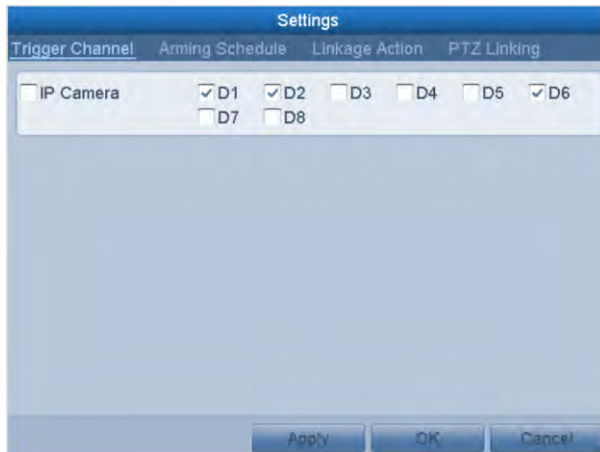 Settings
Trigger Channel Arming Schedule Linkage Action PTZ Linking
IP Camera D1 D2 D3 D4 D5 D6
D7 D8
Apply OK Cancel